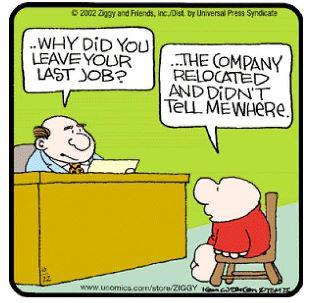 © 2002 Ziggy and Friends, Inc./Dist. by Universal Press Syndicate
..WHY DID YOU
LEAVE YOUR
LAST JOB?
...THE COMPANY
RELOCATED
AND DIDN'T
TELL ME WHERE.
www.ucomics.com/store/ZIGGY